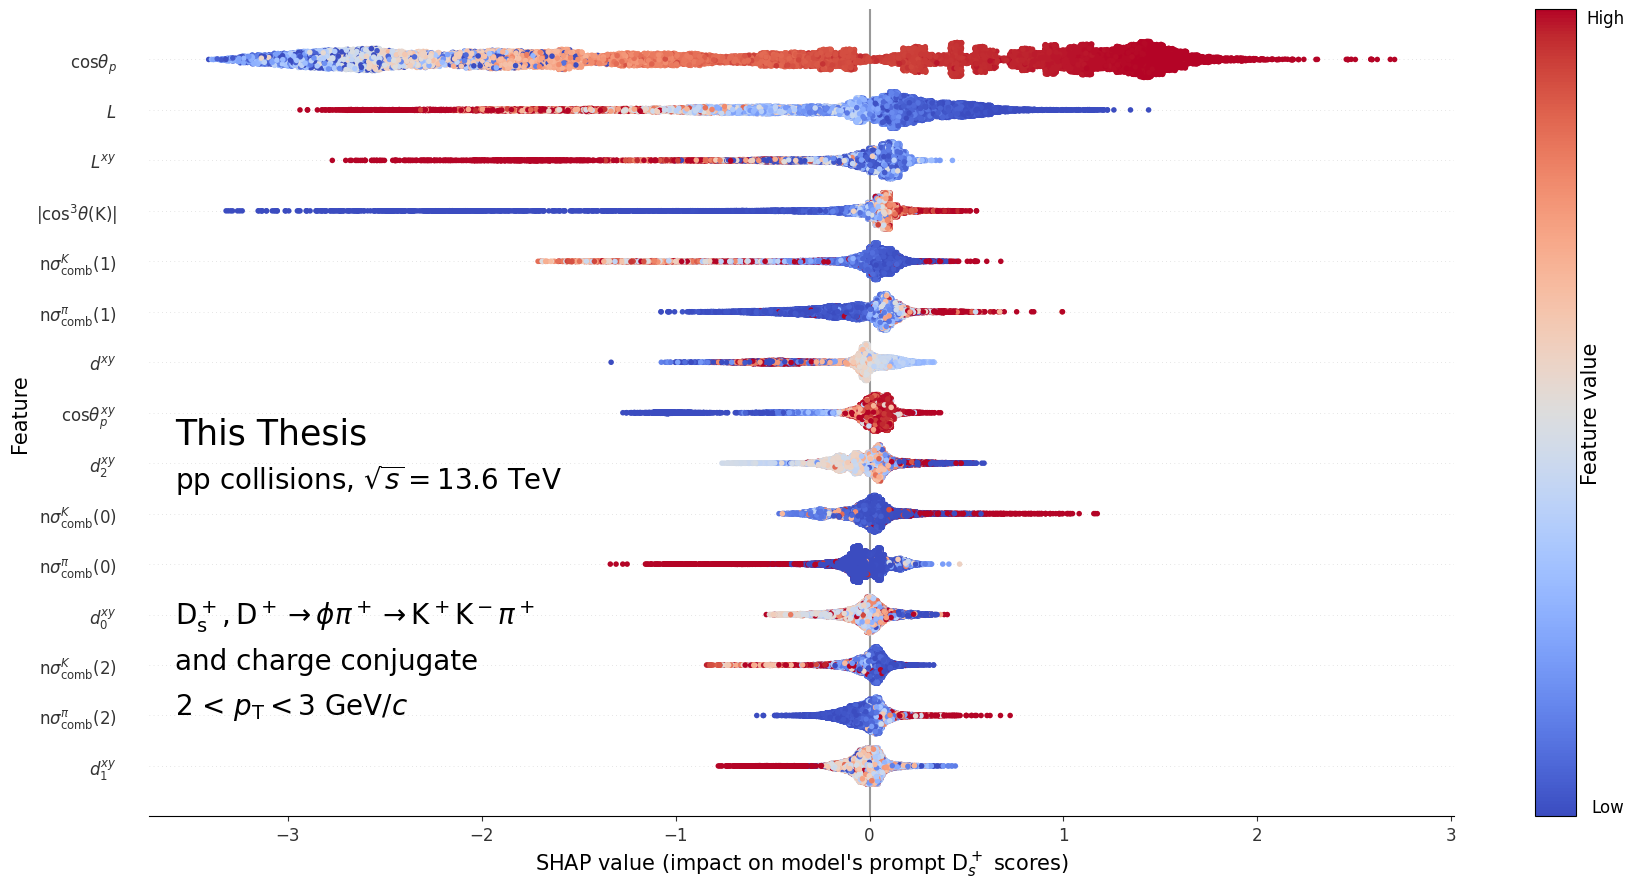 cosθ_p
L
L^xy
|cos³θ(K)|
nσ^K_comb(1)
nσ^π_comb(1)
d^xy
cosθ^xy_p
d^xy_2
nσ^K_comb(0)
nσ^π_comb(0)
d^xy_0
nσ^K_comb(2)
nσ^π_comb(2)
d^xy_1
Feature
This Thesis
pp collisions, √s = 13.6 TeV
D_s^+, D^+ → ϕπ^+ → K^+K^−π^+
and charge conjugate
2 < p_T < 3 GeV/c
−3 −2 −1 0 1 2 3
SHAP value (impact on model's prompt D_s^+ scores)
High
Feature value
Low